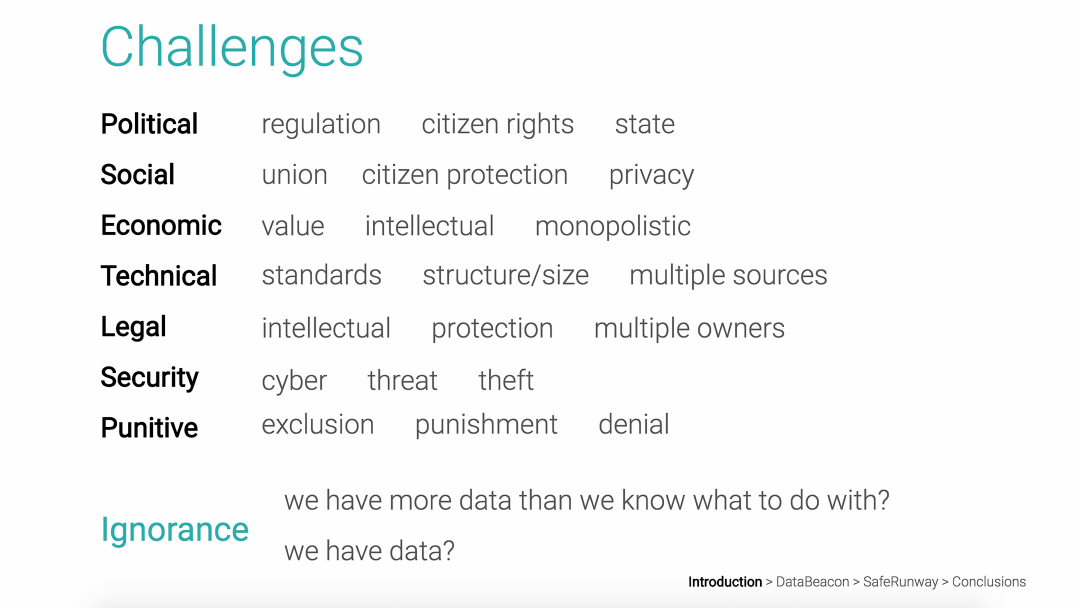 Challenges
Political regulation citizen rights state
Social union citizen protection privacy
Economic value intellectual monopolistic
Technical standards structure/size multiple sources
Legal intellectual protection multiple owners
Security cyber threat theft
Punitive exclusion punishment denial
Ignorance
we have more data than we know what to do with?
we have data?
Introduction > DataBeacon > SafeRunway > Conclusions